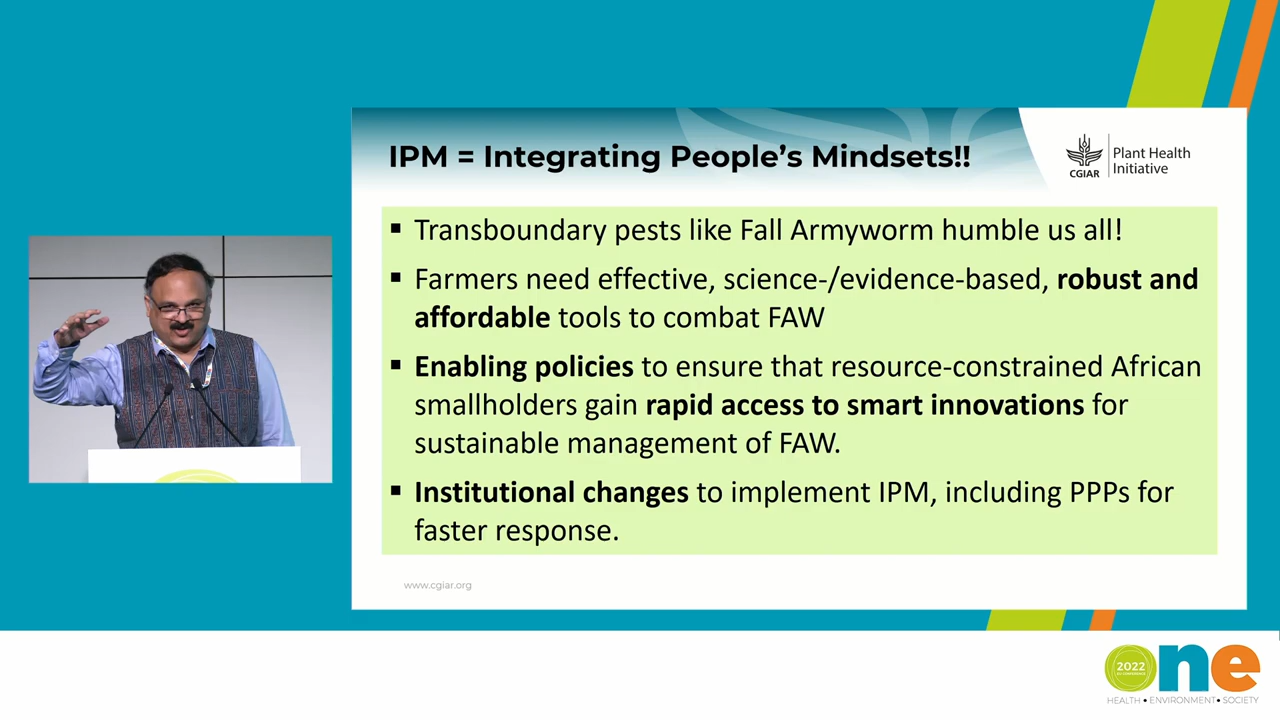 IPM = Integrating People's Mindsets!!
CGIAR
Plant Health
Initiative
▪ Transboundary pests like Fall Armyworm humble us all!
▪ Farmers need effective, science-/evidence-based, robust and
affordable tools to combat FAW
▪ Enabling policies to ensure that resource-constrained African
smallholders gain rapid access to smart innovations for
sustainable management of FAW.
▪ Institutional changes to implement IPM, including PPPs for
faster response.
www.cgiar.org
2022
one
HEALTH • ENVIRONMENT • SOCIETY